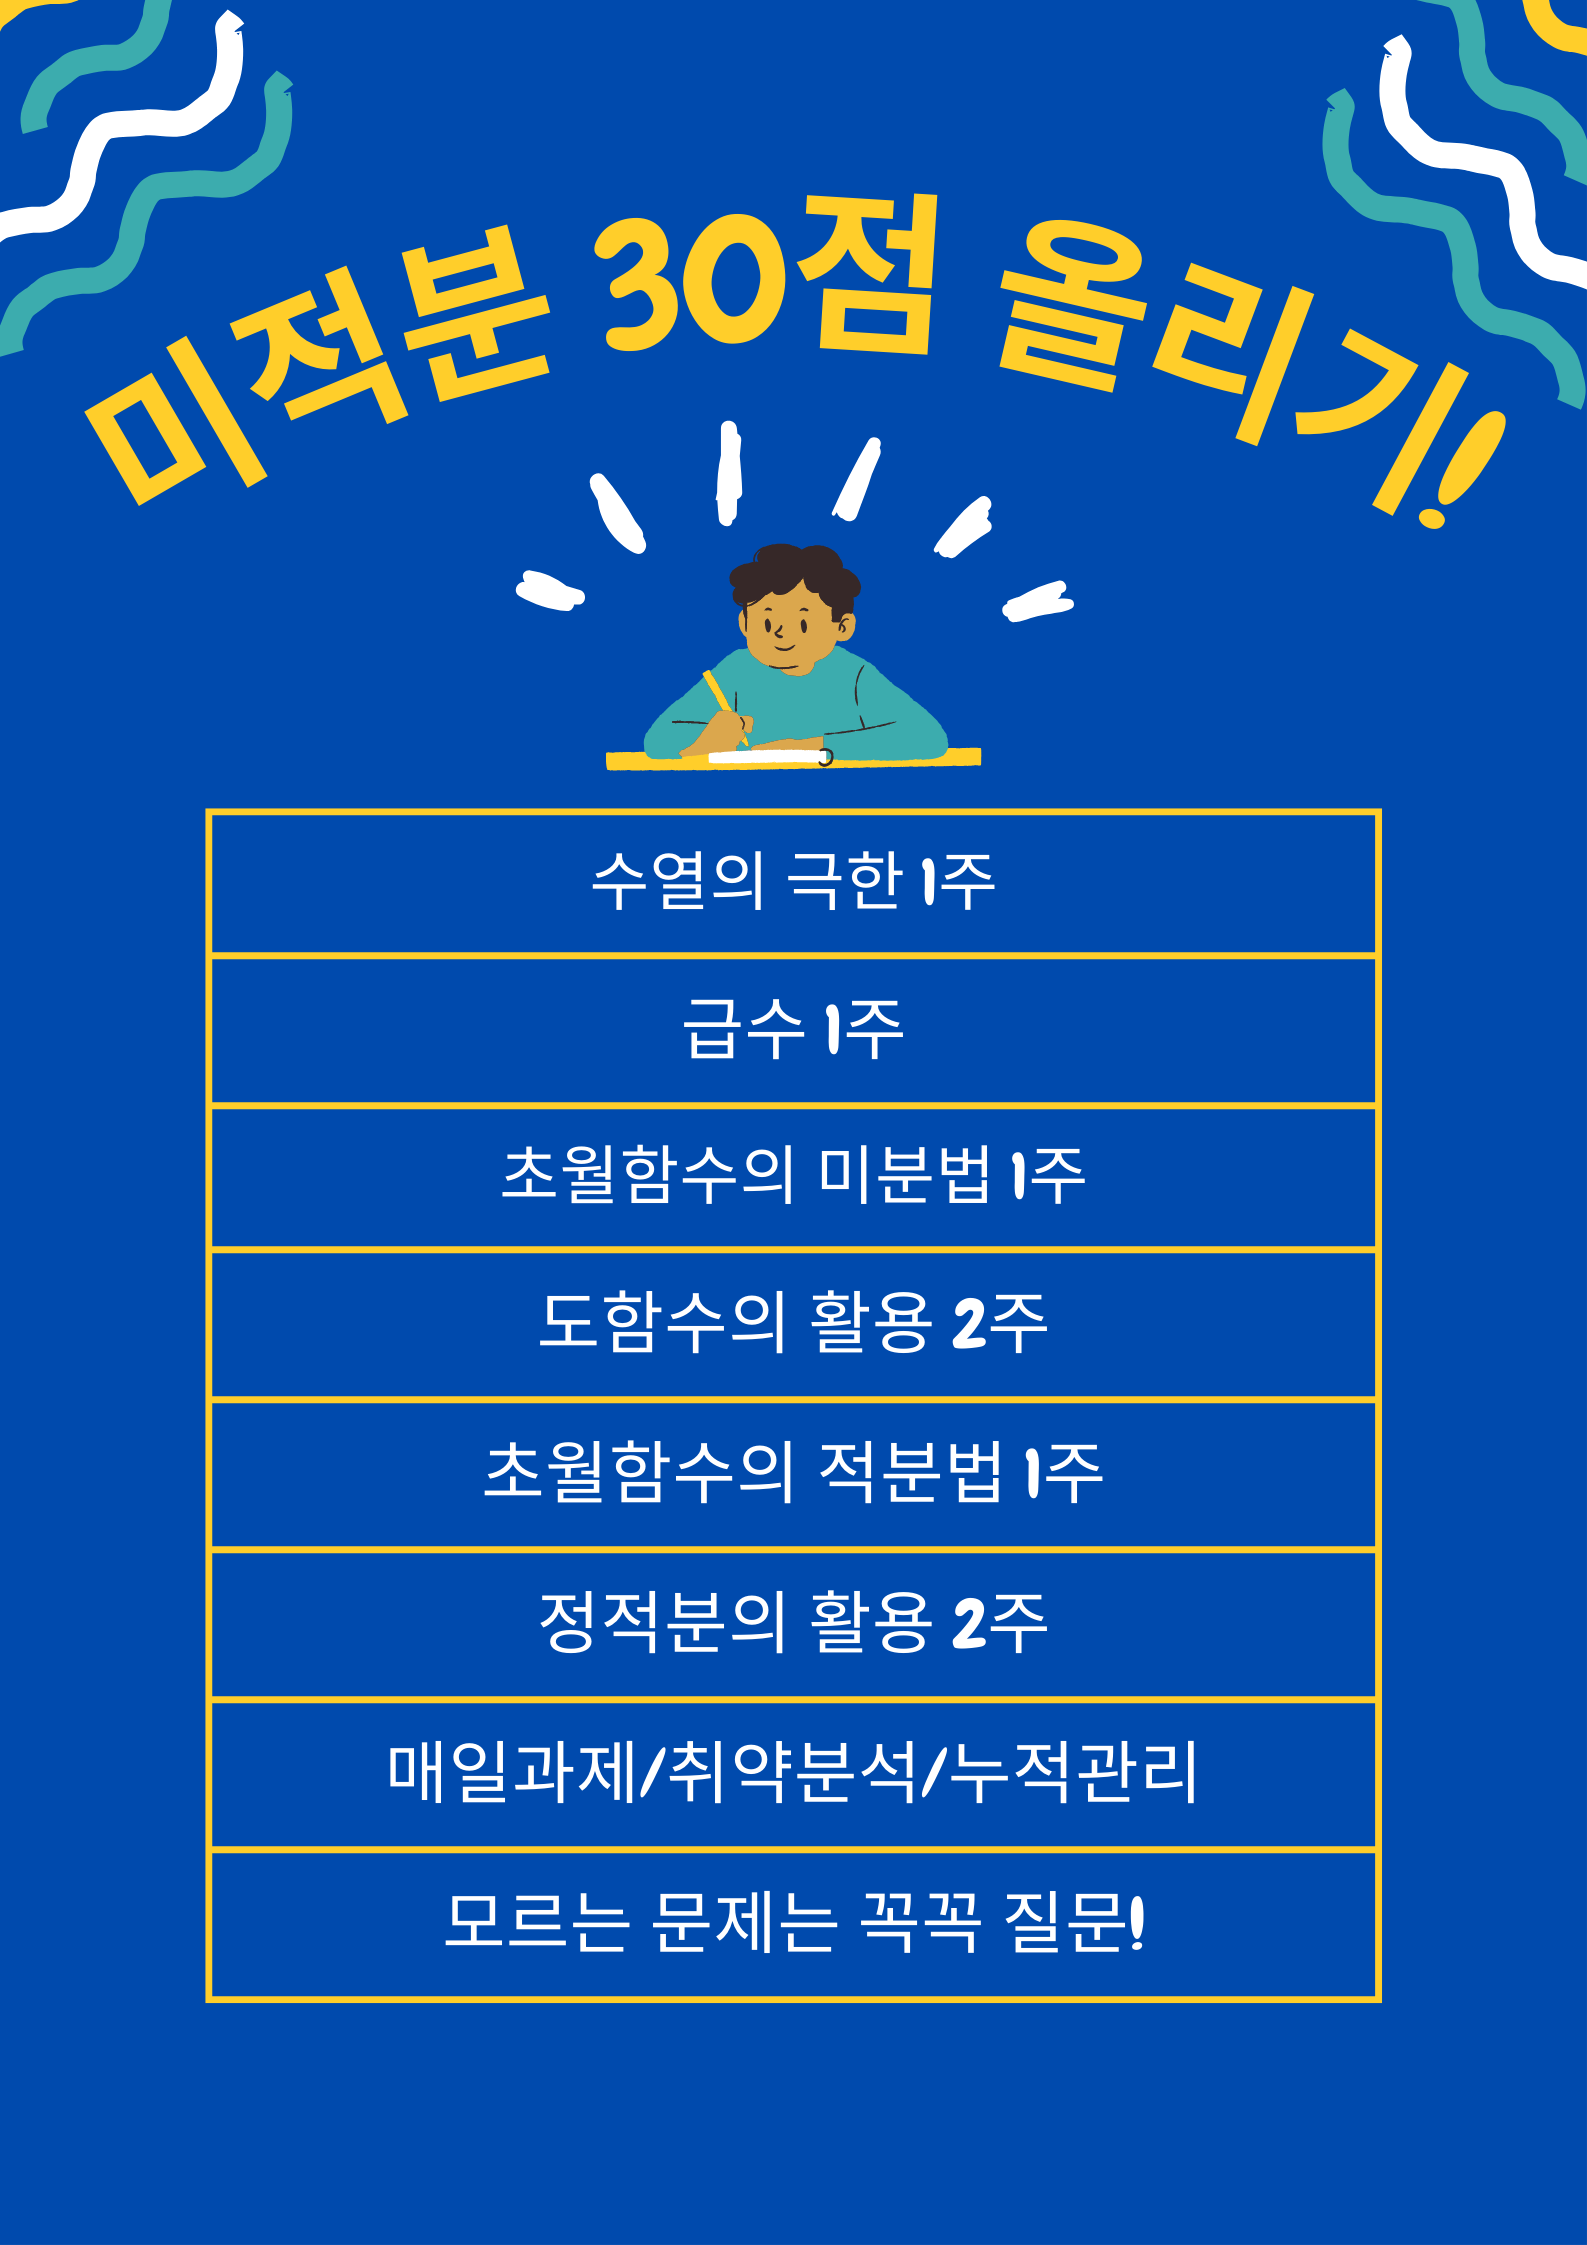 미적분 30점 올리기!
수열의 극한 1주
급수 1주
초월함수의 미분법 1주
도함수의 활용 2주
초월함수의 적분법 1주
정적분의 활용 2주
매일과제/취약분석/누적관리
모르는 문제는 꼭꼭 질문!